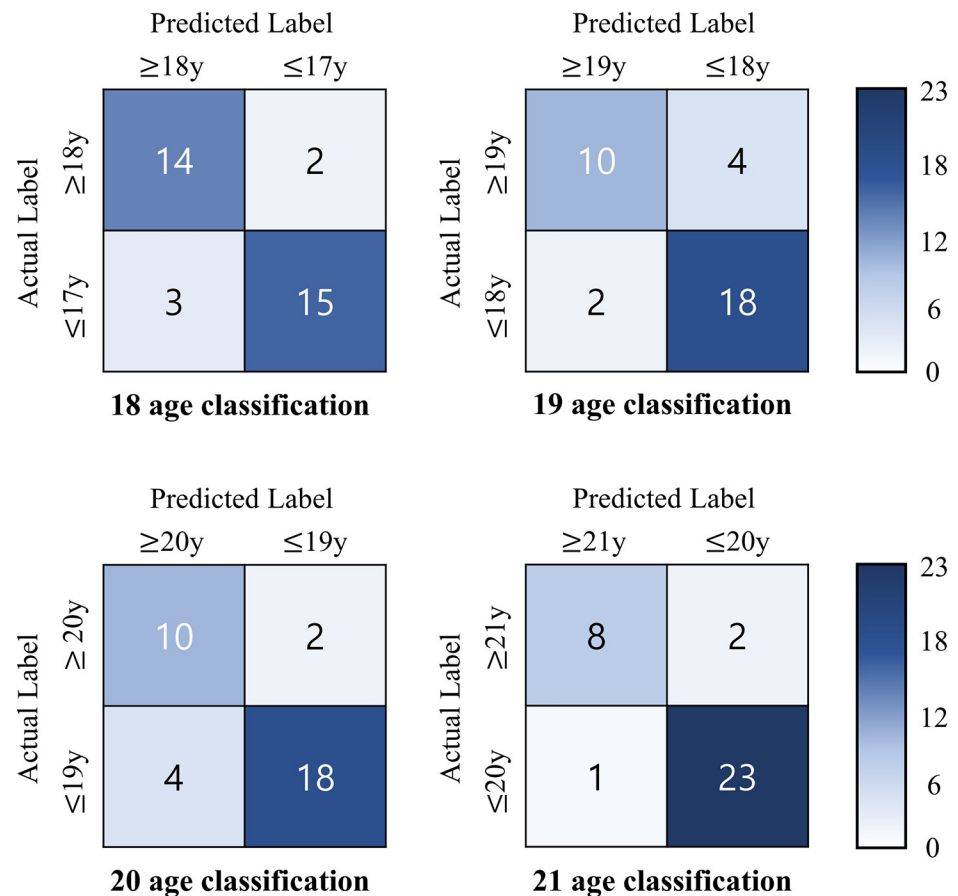 Predicted Label
≥18y ≤17y
Actual Label
≥18y
14 2
≤17y
3 15
18 age classification
Predicted Label
≥19y ≤18y
Actual Label
≥19y
10 4
≤18y
2 18
19 age classification
23
18
12
6
0
Predicted Label
≥20y ≤19y
Actual Label
≥ 20y
10 2
≤19y
4 18
20 age classification
Predicted Label
≥21y ≤20y
Actual Label
≥21y
8 2
≤20y
1 23
21 age classification
23
18
12
6
0